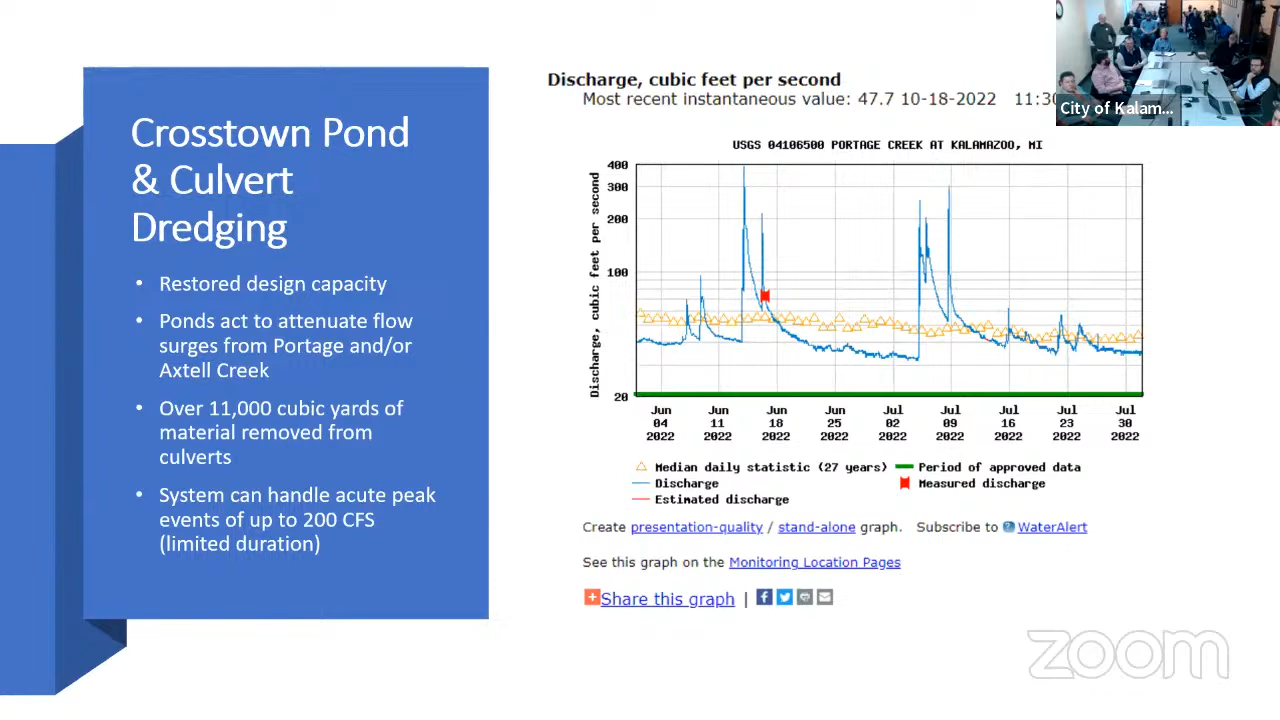 Crosstown Pond
& Culvert
Dredging
• Restored design capacity
• Ponds act to attenuate flow
surges from Portage and/or
Axtell Creek
• Over 11,000 cubic yards of
material removed from
culverts
• System can handle acute peak
events of up to 200 CFS
(limited duration)
Discharge, cubic feet per second
Most recent instantaneous value: 47.7 10-18-2022 11:30
City of Kalam...
USGS 04106500 PORTAGE CREEK AT KALAMAZOO, MI
Discharge, cubic feet per second
400
300
200
100
20
Jun Jun Jun Jun Jul Jul Jul Jul Jul
04 11 18 25 02 09 16 23 30
2022 2022 2022 2022 2022 2022 2022 2022 2022
Median daily statistic (27 years) Period of approved data
Discharge Measured discharge
Estimated discharge
Create presentation-quality / stand-alone graph. Subscribe to WaterAlert
See this graph on the Monitoring Location Pages
Share this graph |
zoom